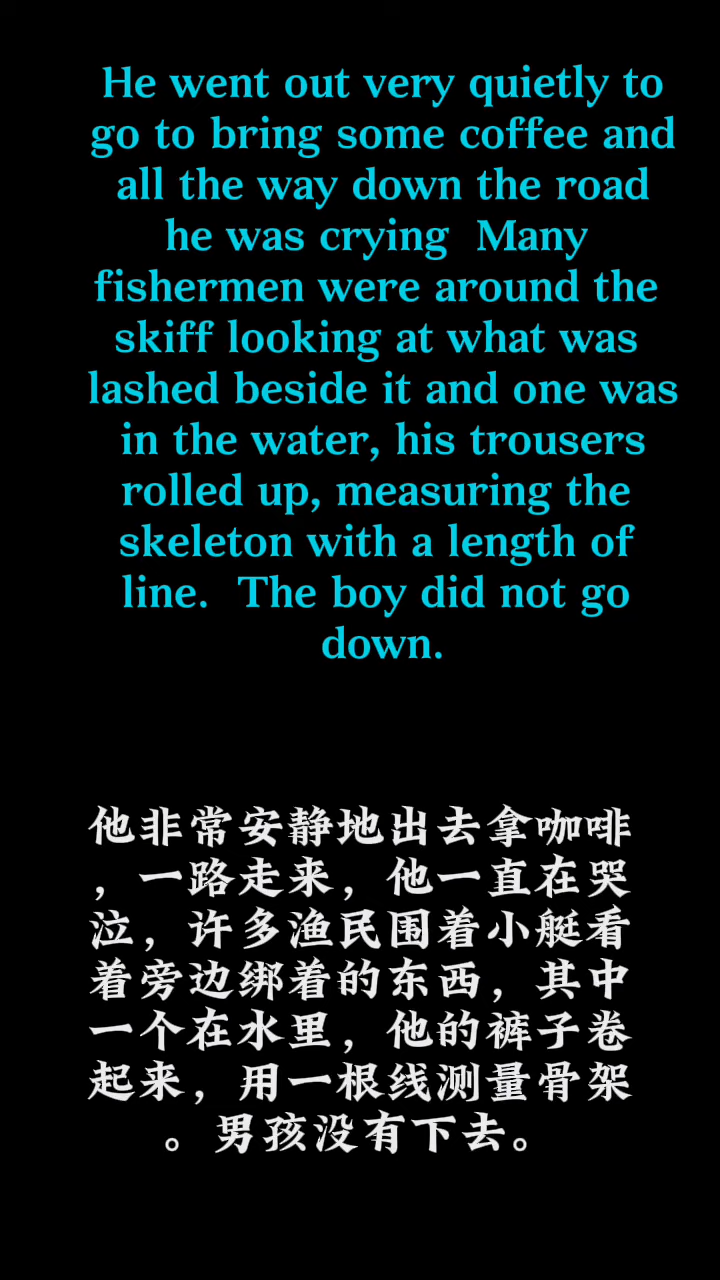 He went out very quietly to
go to bring some coffee and
all the way down the road
he was crying  Many
fishermen were around the
skiff looking at what was
lashed beside it and one was
in the water, his trousers
rolled up, measuring the
skeleton with a length of
line.  The boy did not go
down.
他非常安静地出去拿咖啡
，一路走来，他一直在哭
泣，许多渔民围着小艇看
着旁边绑着的东西，其中
一个在水里，他的裤子卷
起来，用一根线测量骨架
。男孩没有下去。